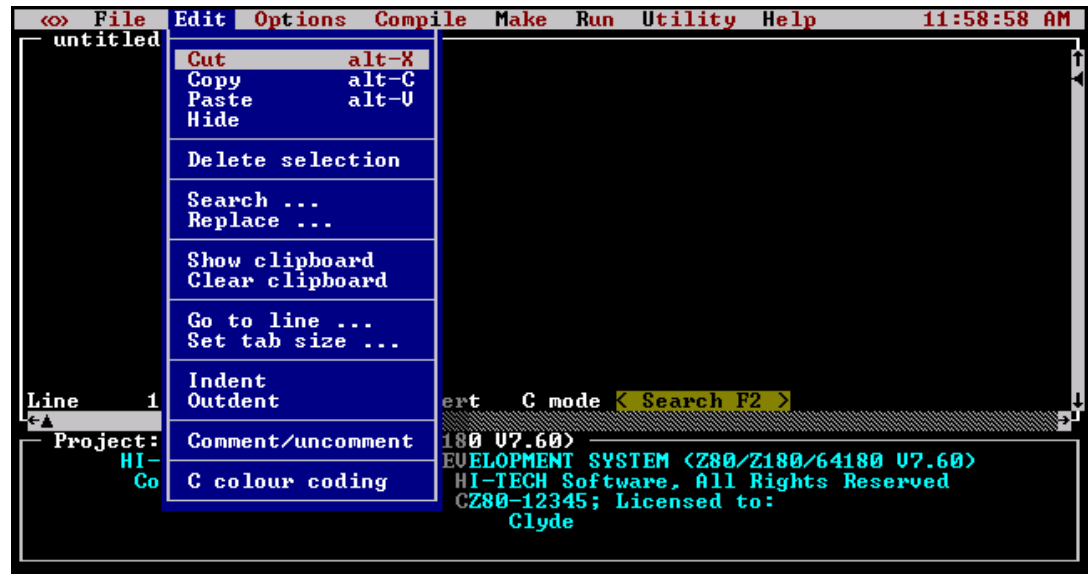 <<>> File Edit Options Compile Make Run Utility Help 11:58:58 AM
untitled
Cut alt-X
Copy alt-C
Paste alt-V
Hide
Delete selection
Search ...
Replace ...
Show clipboard
Clear clipboard
Go to line ...
Set tab size ...
Indent
Outdent
Comment/uncomment
C colour coding
Line 1 ert C mode < Search F2 >
Project: 180 V7.60)
HI- EVELOPMENT SYSTEM (Z80/Z180/64180 V7.60)
Co HI-TECH Software, All Rights Reserved
CZ80-12345; Licensed to:
Clyde